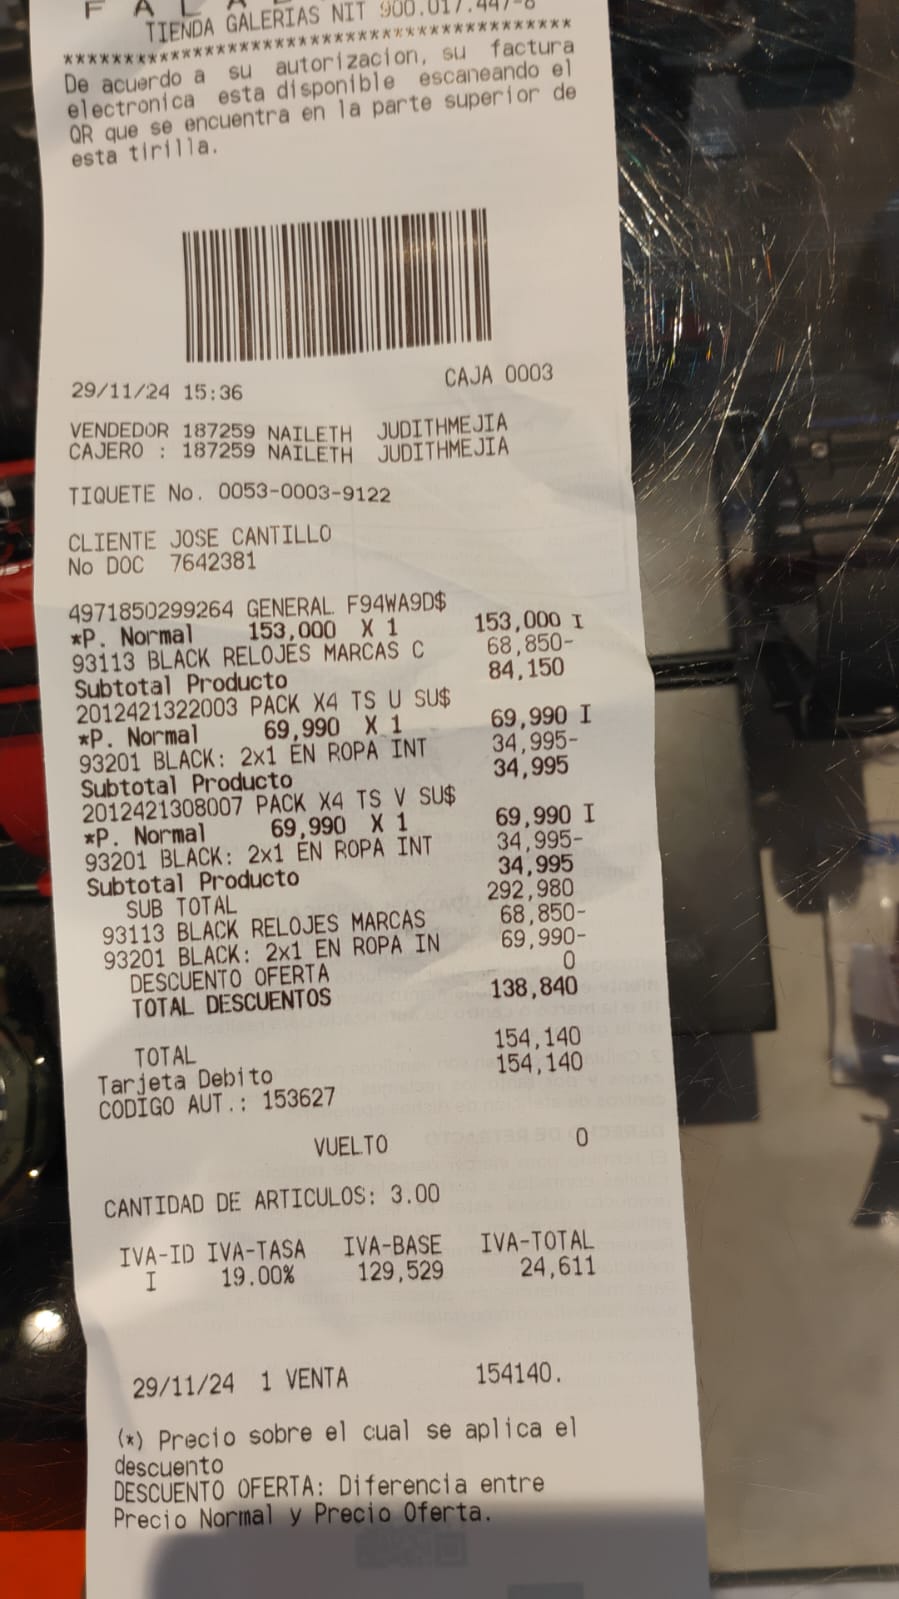 TIENDA GALERIAS NIT 900.017.447-8
****************************************
De acuerdo a su autorizacion, su factura
electronica esta disponible escaneando el
QR que se encuentra en la parte superior de
esta tirilla.
29/11/24 15:36 CAJA 0003
VENDEDOR 187259 NAILETH JUDITHMEJIA
CAJERO : 187259 NAILETH JUDITHMEJIA
TIQUETE No. 0053-0003-9122
CLIENTE JOSE CANTILLO
No DOC 7642381
4971850299264 GENERAL F94WA9D$
*P. Normal 153,000 X 1 153,000 I
93113 BLACK RELOJES MARCAS C 68,850-
Subtotal Producto 84,150
2012421322003 PACK X4 TS U SU$
*P. Normal 69,990 X 1 69,990 I
93201 BLACK: 2x1 EN ROPA INT 34,995-
Subtotal Producto 34,995
2012421308007 PACK X4 TS V SU$
*P. Normal 69,990 X 1 69,990 I
93201 BLACK: 2x1 EN ROPA INT 34,995-
Subtotal Producto 34,995
SUB TOTAL 292,980
93113 BLACK RELOJES MARCAS 68,850-
93201 BLACK: 2x1 EN ROPA IN 69,990-
DESCUENTO OFERTA 0
TOTAL DESCUENTOS 138,840
TOTAL 154,140
Tarjeta Debito 154,140
CODIGO AUT.: 153627
VUELTO 0
CANTIDAD DE ARTICULOS: 3.00
IVA-ID IVA-TASA IVA-BASE IVA-TOTAL
I 19.00% 129,529 24,611
29/11/24 1 VENTA 154140.
(*) Precio sobre el cual se aplica el
descuento
DESCUENTO OFERTA: Diferencia entre
Precio Normal y Precio Oferta.